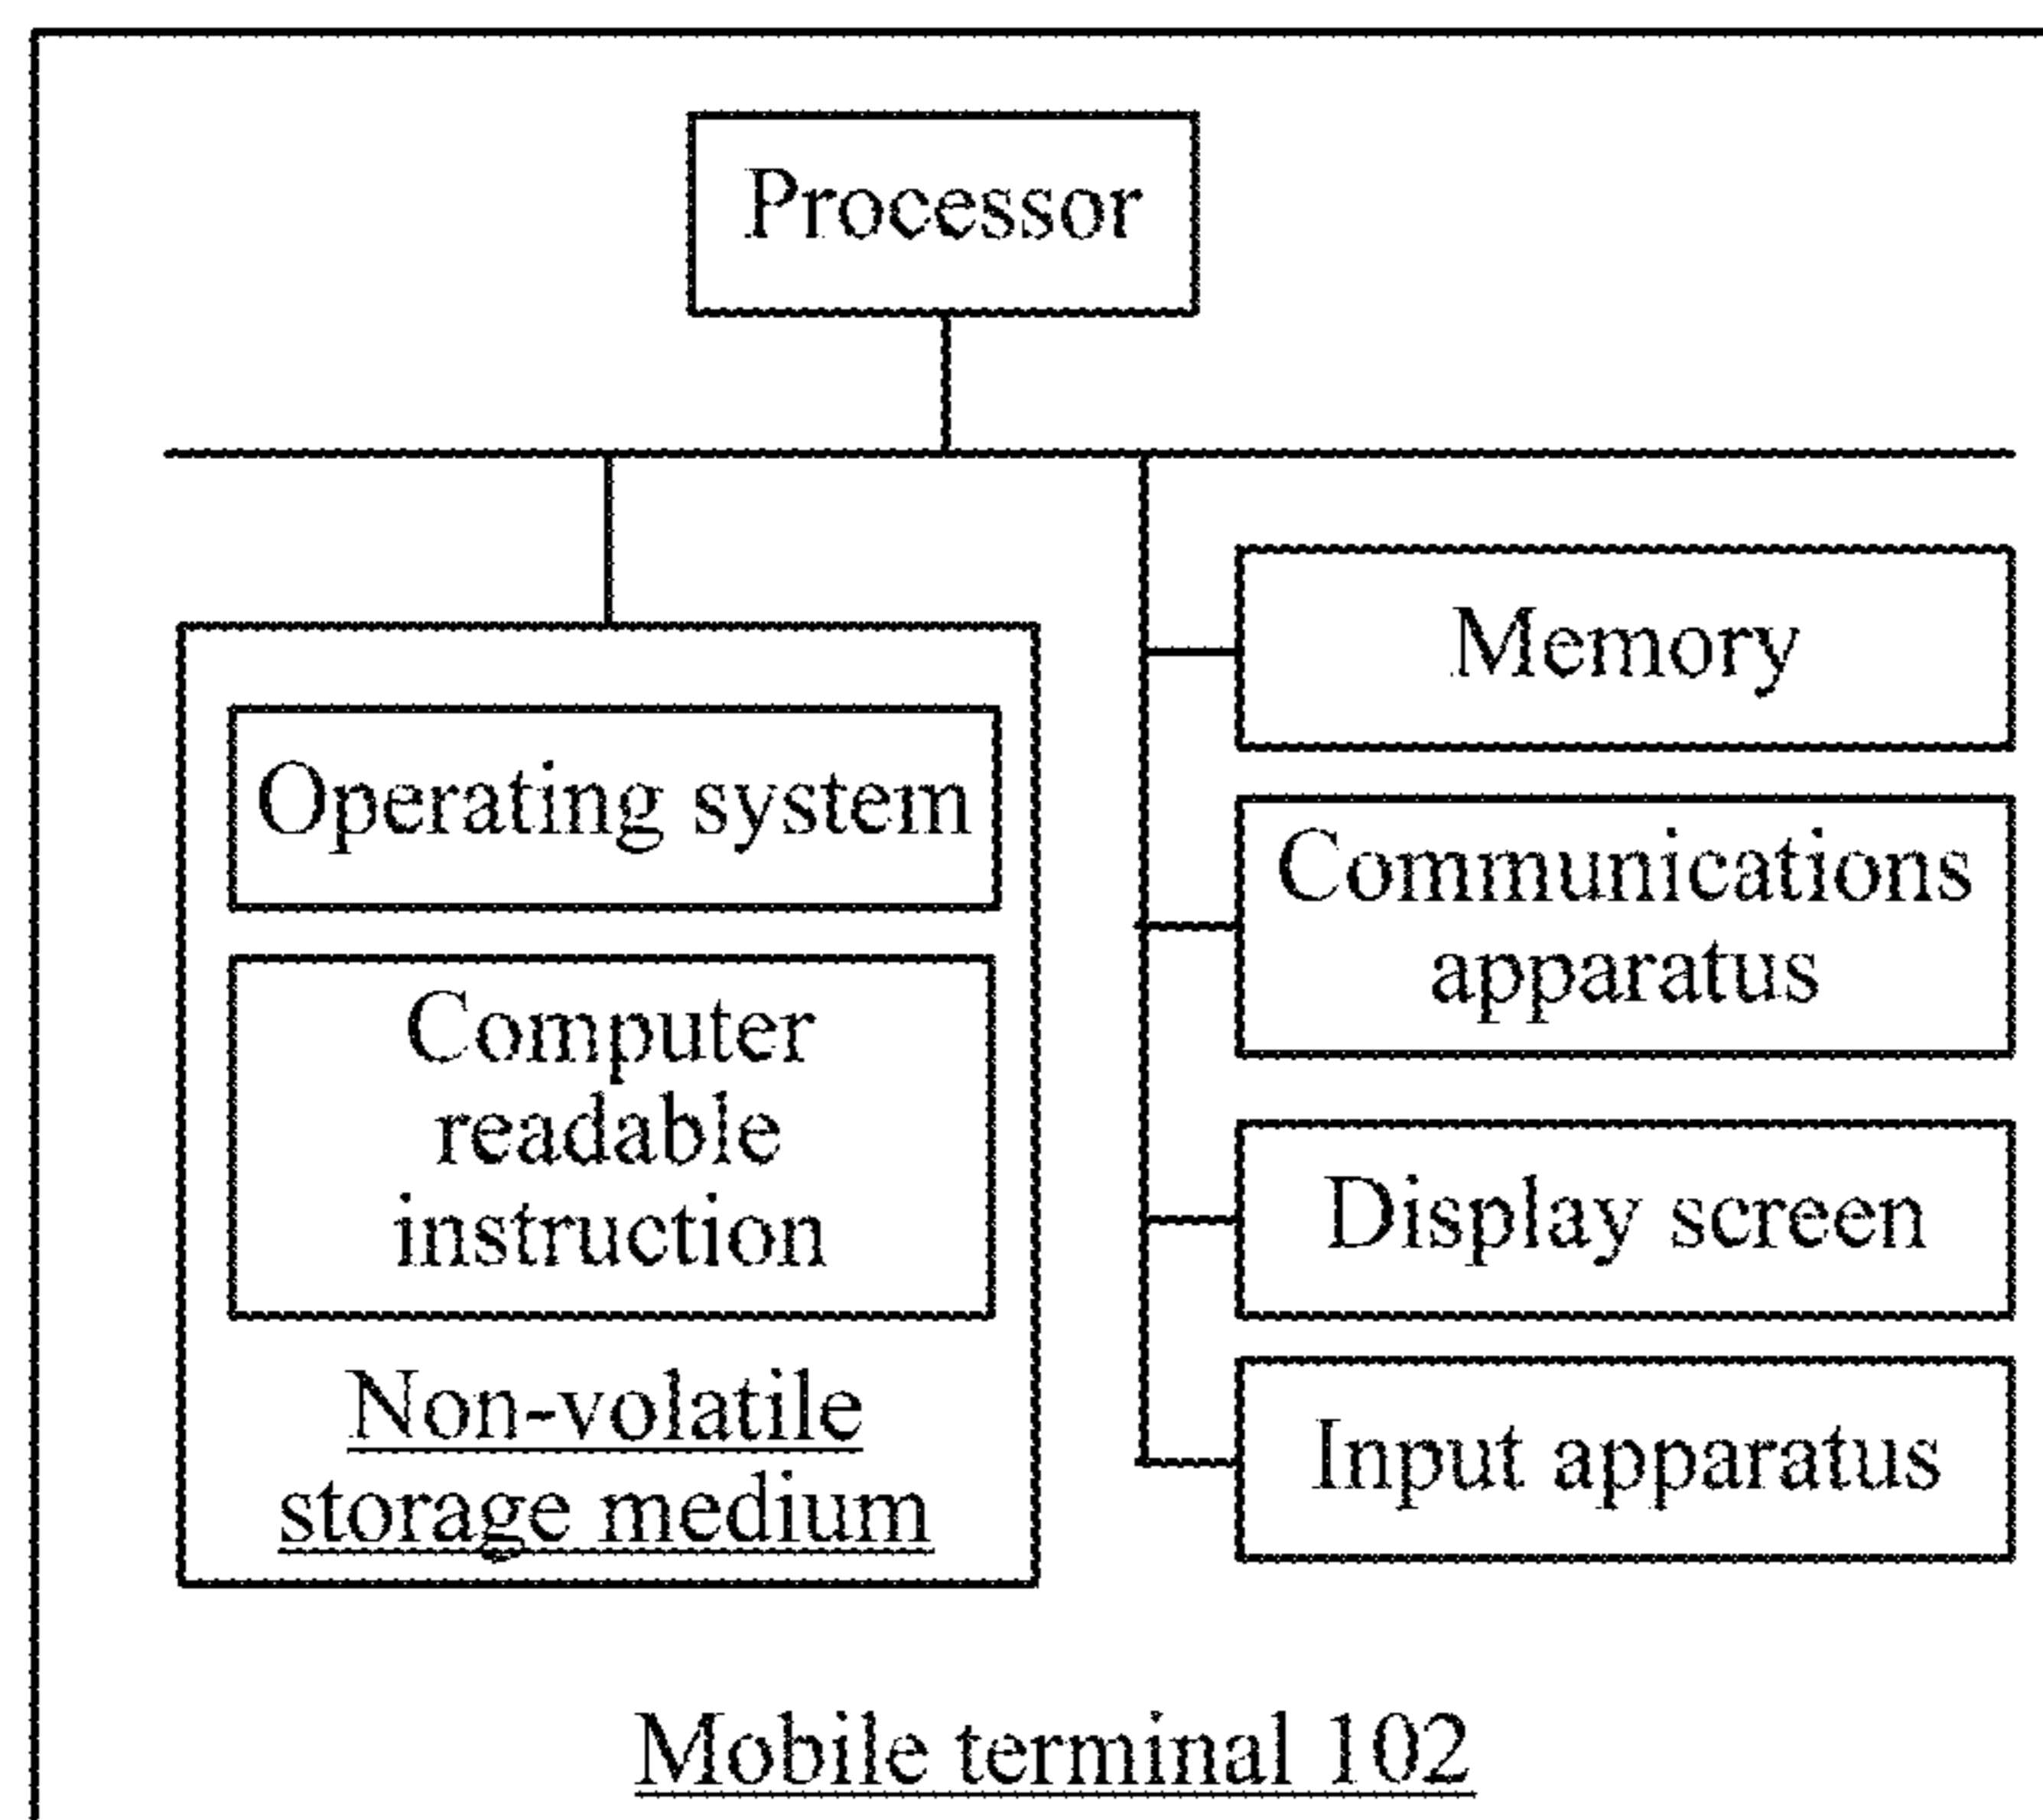 Processor
Operating system
Computer
readable
instruction
Non-volatile
storage medium
Memory
Communications
apparatus
Display screen
Input apparatus
Mobile terminal 102